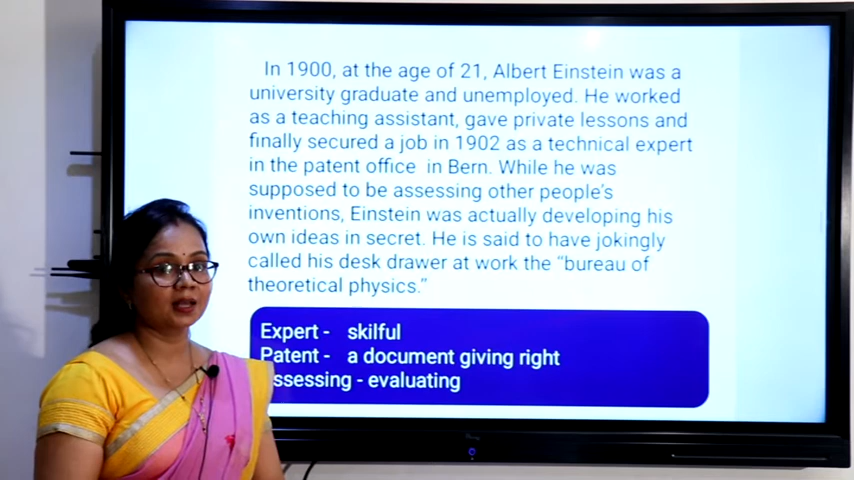 In 1900, at the age of 21, Albert Einstein was a
university graduate and unemployed. He worked
as a teaching assistant, gave private lessons and
finally secured a job in 1902 as a technical expert
in the patent office in Bern. While he was
supposed to be assessing other people's
inventions, Einstein was actually developing his
own ideas in secret. He is said to have jokingly
called his desk drawer at work the "bureau of
theoretical physics."
Expert - skilful
Patent - a document giving right
ssessing - evaluating